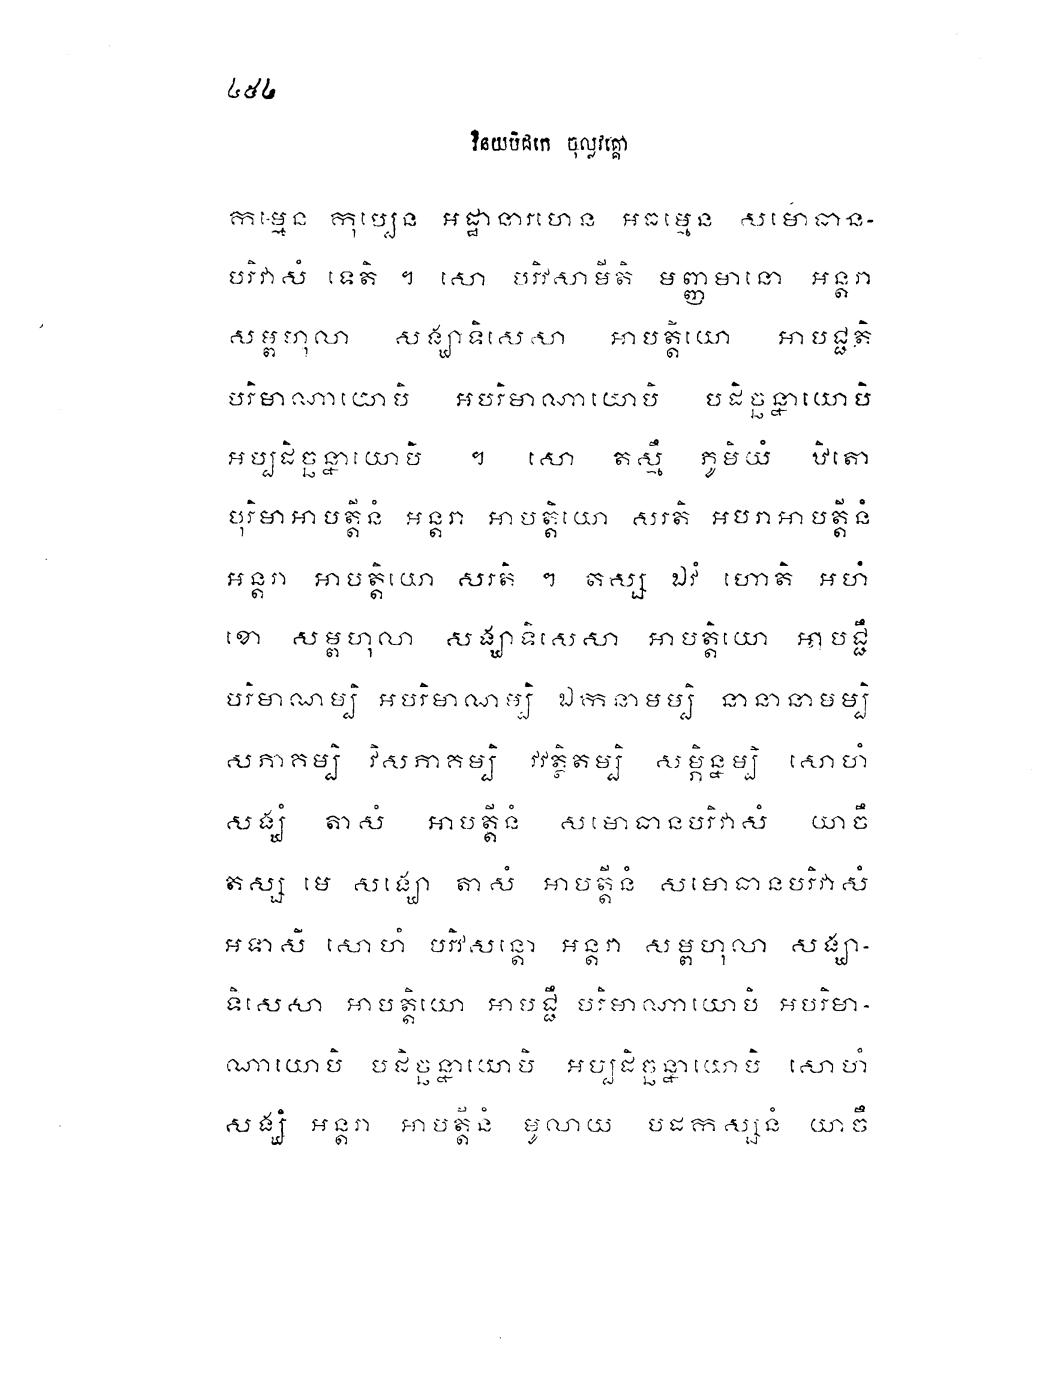 ៤៥៤
វិនយបិដកេ ចុល្លវគ្គោ
កម្មេន កុប្បេន អដ្ឋានារហេន អធម្មេន សមោធាន-
បរិវាសំ ទេតិ ។ សោ បរិវសាមីតិ មញ្ញមានោ អន្តរា
សម្ពហុលា សង្ឃាទិសេសា អាបត្តិយោ អាបជ្ជតិ
បរិមាណាយោបិ អបរិមាណាយោបិ បដិច្ឆន្នាយោបិ
អប្បដិច្ឆន្នាយោបិ ។ សោ តស្មឹ ភូមិយំ ឋិតោ
បុរិមាអាបត្តីនំ អន្តរា អាបត្តិយោ សរតិ អបរាអាបត្តីនំ
អន្តរា អាបត្តិយោ សរតិ ។ តស្ស ឯវំ ហោតិ អហំ
ខោ សម្ពហុលា សង្ឃាទិសេសា អាបត្តិយោ អាបជ្ជឹ
បរិមាណម្បិ អបរិមាណម្បិ ឯកនាមម្បិ នានានាមម្បិ
សភាគម្បិ វិសភាគម្បិ វវត្ថិតម្បិ សម្ភិន្នម្បិ សោហំ
សង្ឃំ តាសំ អាបត្តីនំ សមោធានបរិវាសំ យាចឹ
តស្ស មេ សង្ឃោ តាសំ អាបត្តីនំ សមោធានបរិវាសំ
អទាសិ សោហំ បរិវសន្តោ អន្តរា សម្ពហុលា សង្ឃា-
ទិសេសា អាបត្តិយោ អាបជ្ជឹ បរិមាណាយោបិ អបរិមា-
ណាយោបិ បដិច្ឆន្នាយោបិ អប្បដិច្ឆន្នាយោបិ សោហំ
សង្ឃំ អន្តរា អាបត្តីនំ មូលាយ បដិកស្សនំ យាចឹ